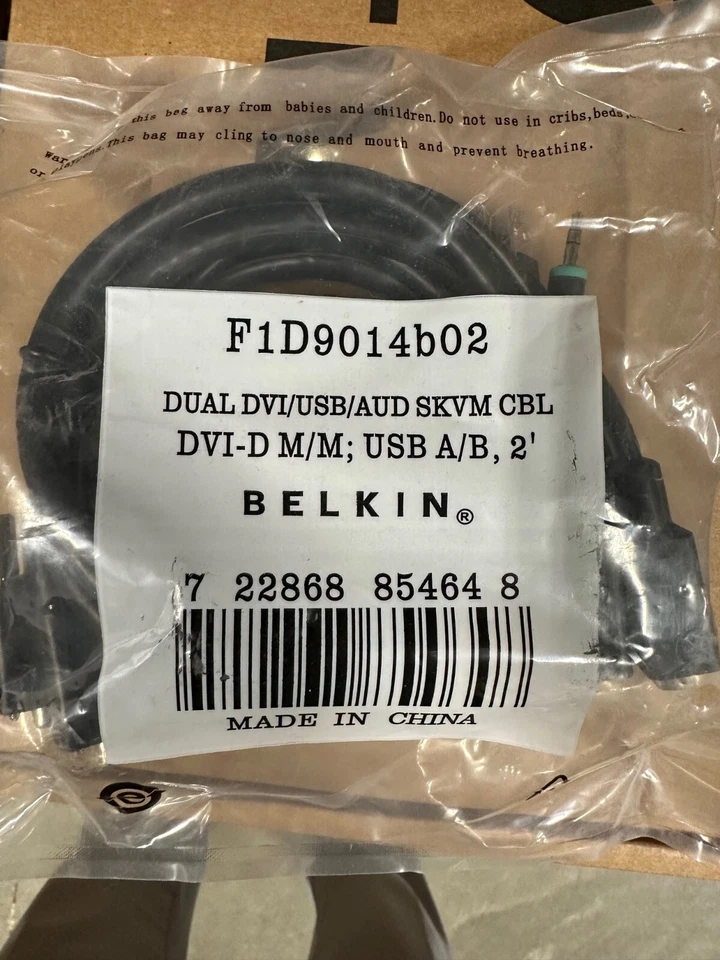 this bag away from babies and children. Do not use in cribs, beds,
This bag may cling to nose and mouth and prevent breathing.
F1D9014b02
DUAL DVI/USB/AUD SKVM CBL
DVI-D M/M; USB A/B, 2'
BELKIN®
7 22868 85464 8
MADE IN CHINA